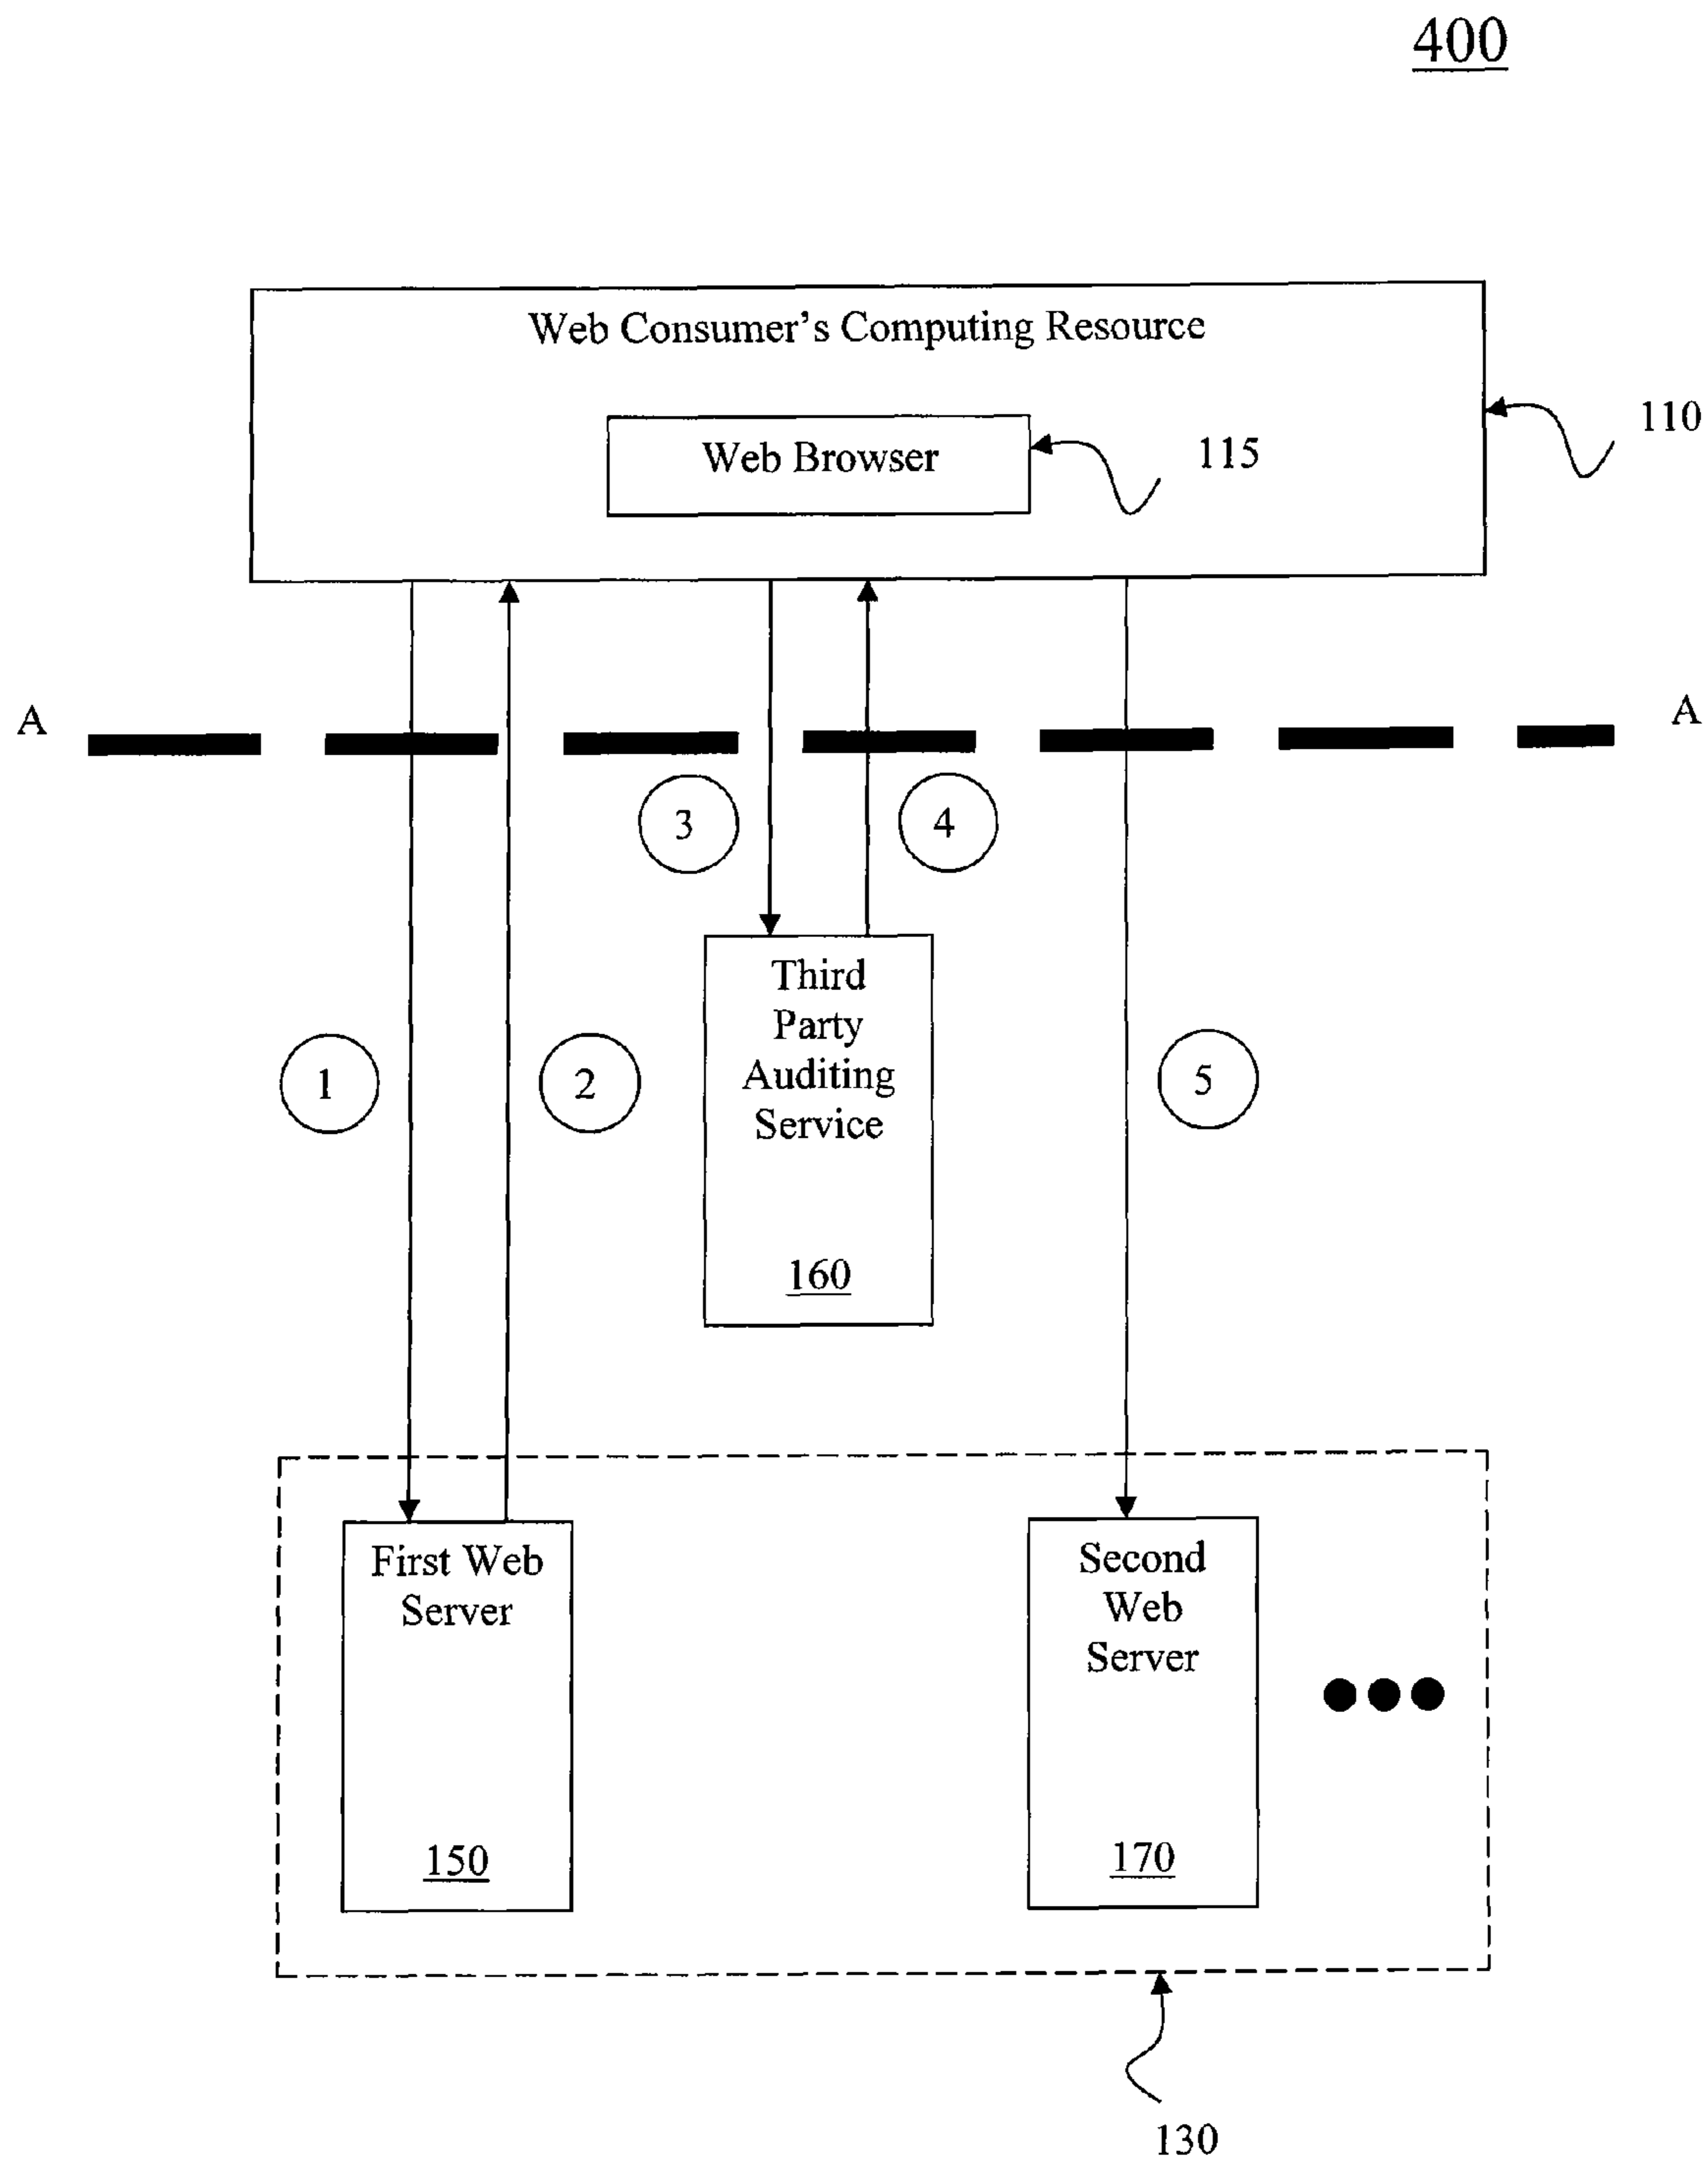 400
Web Consumer's Computing Resource
Web Browser
115
110
A
A
3
4
Third
Party
Auditing
Service
160
1
2
5
First Web
Server
150
Second
Web
Server
170
130